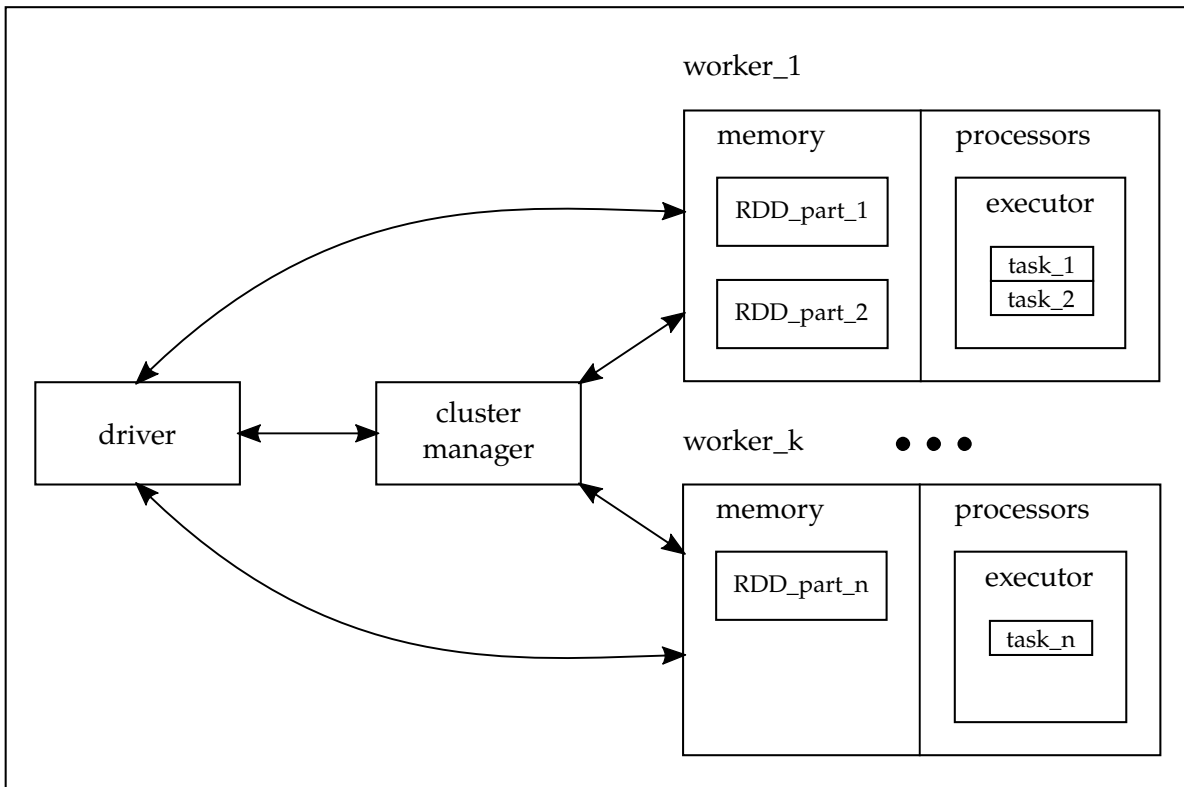 worker_1
memory
processors
RDD_part_1
executor
task_1
RDD_part_2
task_2
driver
cluster
manager
worker_k
memory
processors
RDD_part_n
executor
task_n